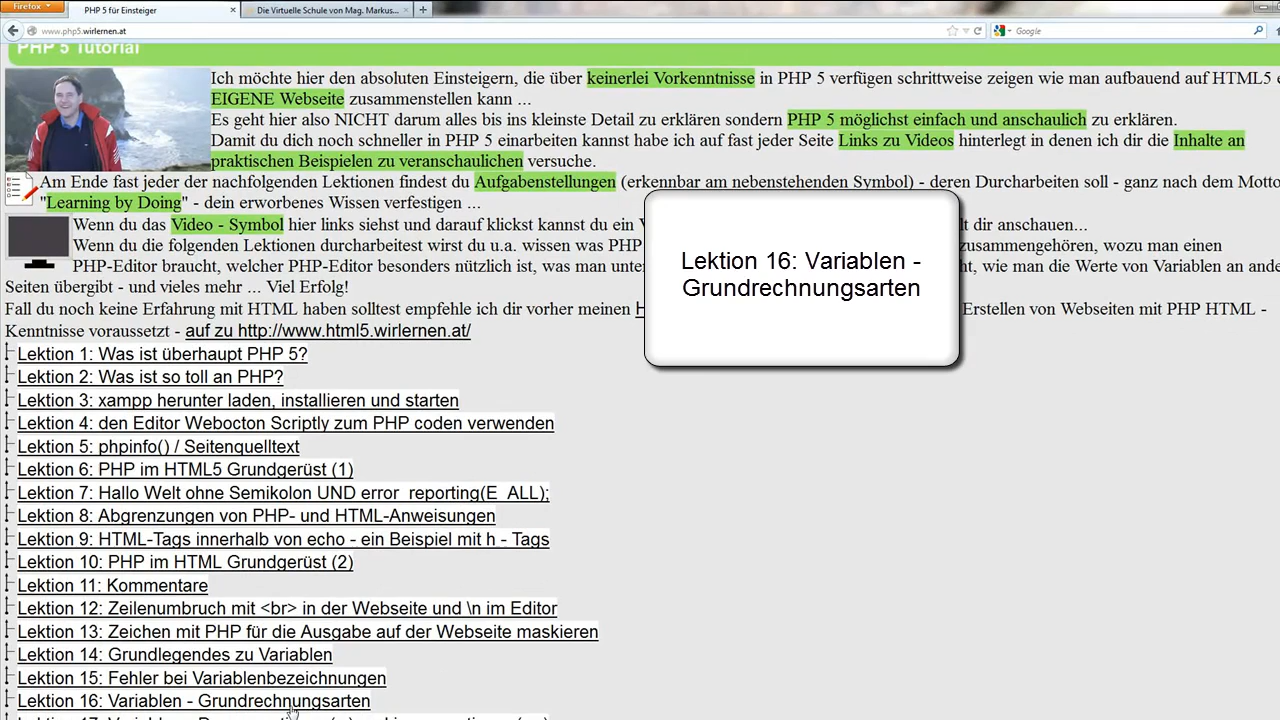 Firefox
PHP 5 für Einsteiger
Die Virtuelle Schule von Mag. Markus...
www.php5.wirlernen.at
Google
PHP 5 Tutorial
Ich möchte hier den absoluten Einsteigern, die über keinerlei Vorkenntnisse in PHP 5 verfügen schrittweise zeigen wie man aufbauend auf HTML5
EIGENE Webseite zusammenstellen kann ...
Es geht hier also NICHT darum alles bis ins kleinste Detail zu erklären sondern PHP 5 möglichst einfach und anschaulich zu erklären.
Damit du dich noch schneller in PHP 5 einarbeiten kannst habe ich auf fast jeder Seite Links zu Videos hinterlegt in denen ich dir die Inhalte an
praktischen Beispielen zu veranschaulichen versuche.
Am Ende fast jeder der nachfolgenden Lektionen findest du Aufgabenstellungen (erkennbar am nebenstehenden Symbol) - deren Durcharbeiten soll - ganz nach dem Motto
"Learning by Doing" - dein erworbenes Wissen verfestigen ...
Wenn du das Video - Symbol hier links siehst und darauf klickst kannst du ein V
lt dir anschauen...
Wenn du die folgenden Lektionen durcharbeitest wirst du u.a. wissen was PHP
zusammengehören, wozu man einen
PHP-Editor braucht, welcher PHP-Editor besonders nützlich ist, was man unte
ht, wie man die Werte von Variablen an ande
Seiten übergibt - und vieles mehr ... Viel Erfolg!
Fall du noch keine Erfahrung mit HTML haben solltest empfehle ich dir vorher meinen H
Erstellen von Webseiten mit PHP HTML -
Kenntnisse voraussetzt - auf zu http://www.html5.wirlernen.at/
Lektion 16: Variablen -
Grundrechnungsarten
Lektion 1: Was ist überhaupt PHP 5?
Lektion 2: Was ist so toll an PHP?
Lektion 3: xampp herunter laden, installieren und starten
Lektion 4: den Editor Webocton Scriptly zum PHP coden verwenden
Lektion 5: phpinfo() / Seitenquelltext
Lektion 6: PHP im HTML5 Grundgerüst (1)
Lektion 7: Hallo Welt ohne Semikolon UND error_reporting(E_ALL);
Lektion 8: Abgrenzungen von PHP- und HTML-Anweisungen
Lektion 9: HTML-Tags innerhalb von echo - ein Beispiel mit h - Tags
Lektion 10: PHP im HTML Grundgerüst (2)
Lektion 11: Kommentare
Lektion 12: Zeilenumbruch mit <br> in der Webseite und \n im Editor
Lektion 13: Zeichen mit PHP für die Ausgabe auf der Webseite maskieren
Lektion 14: Grundlegendes zu Variablen
Lektion 15: Fehler bei Variablenbezeichnungen
Lektion 16: Variablen - Grundrechnungsarten